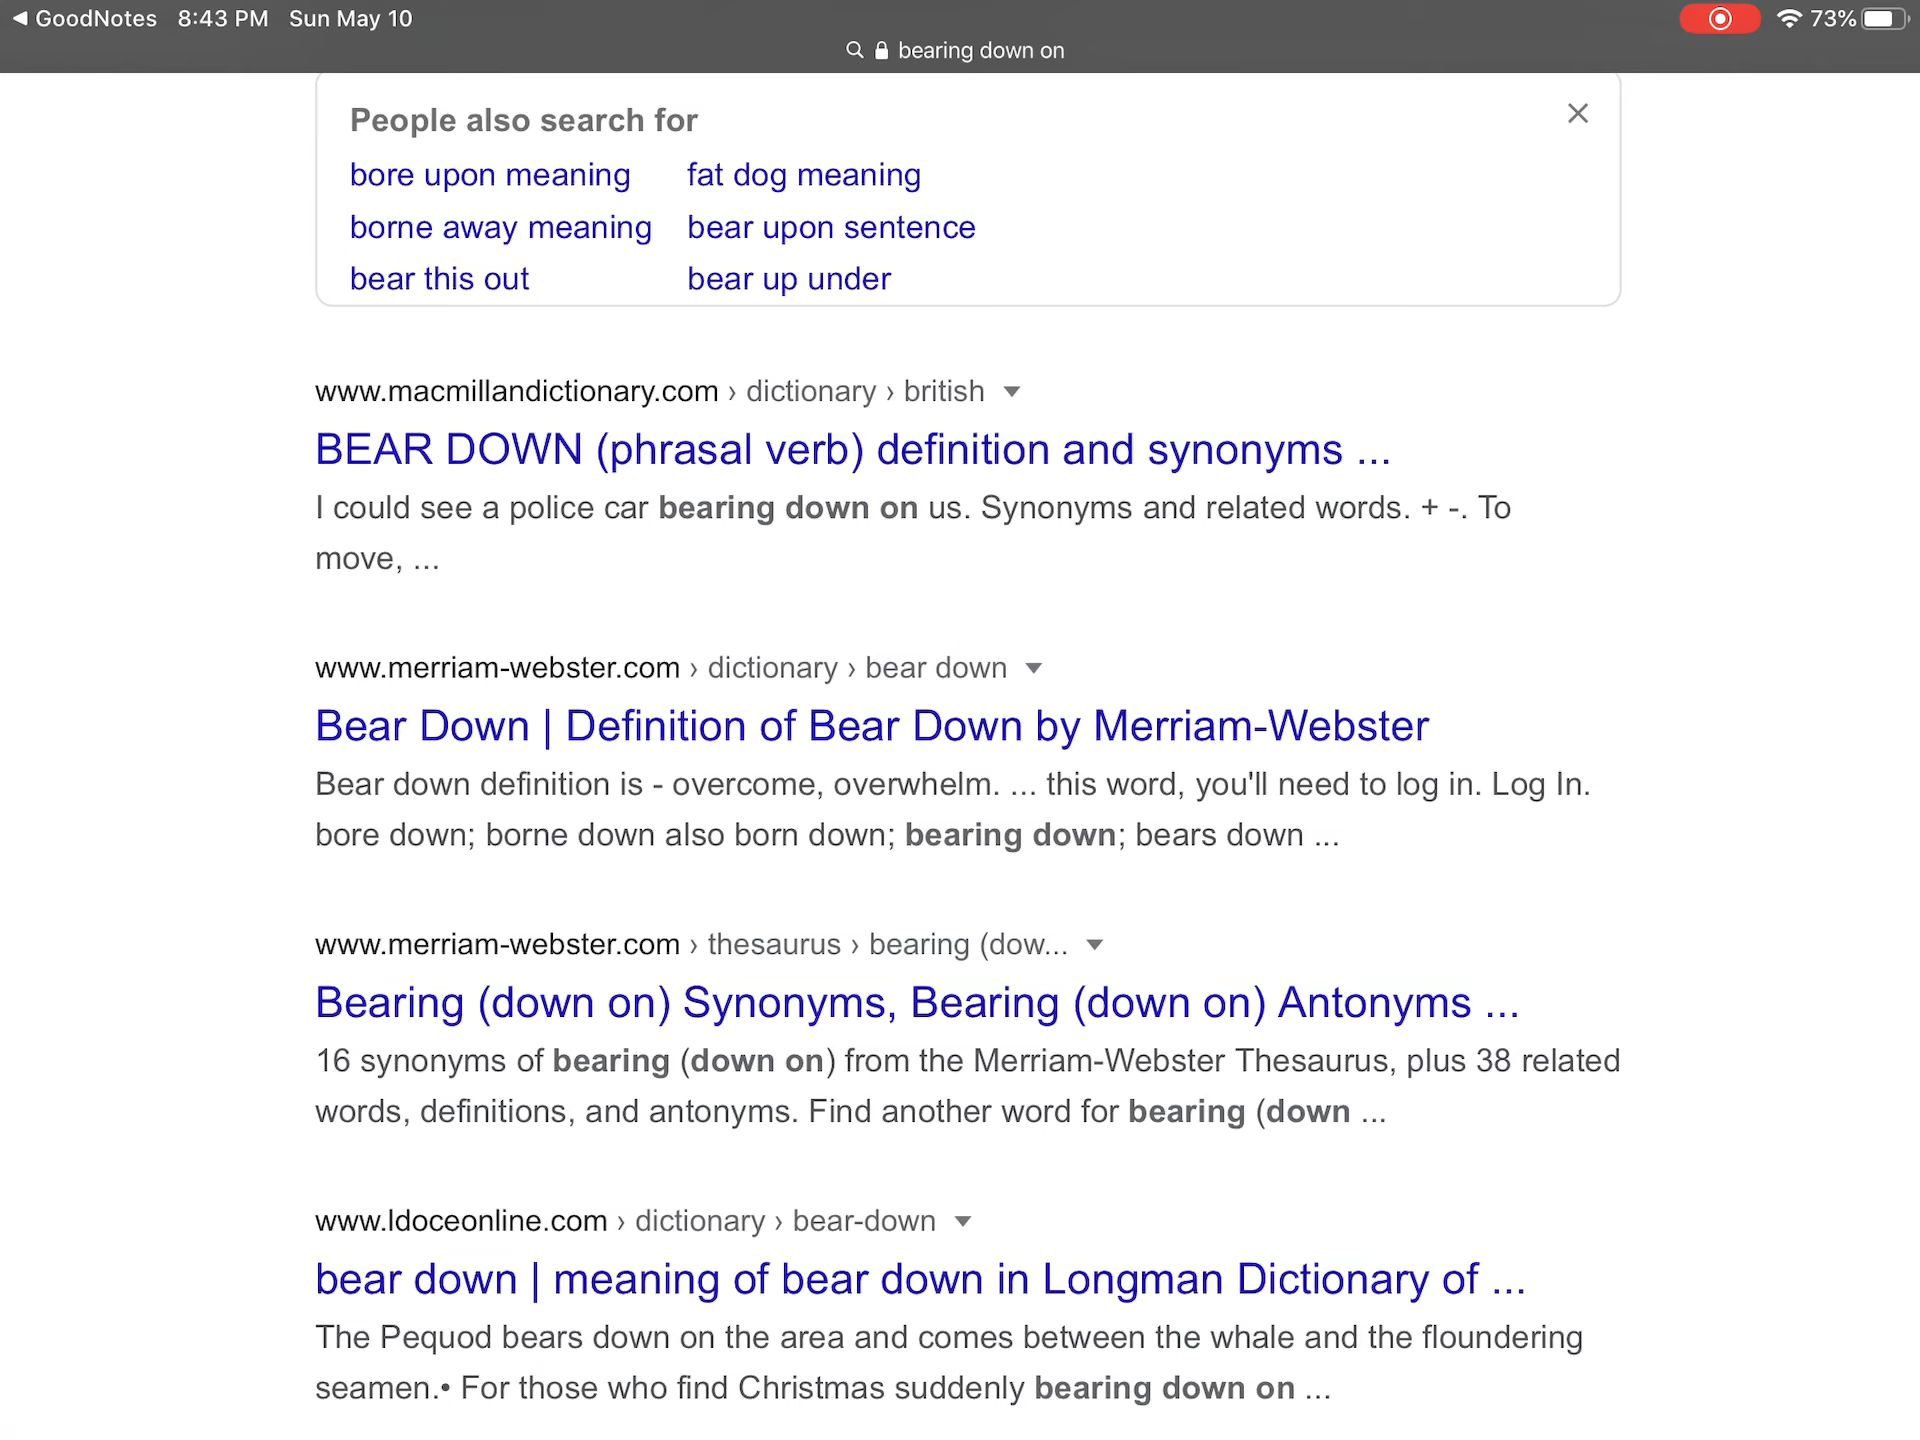 GoodNotes 8:43 PM Sun May 10 73%
bearing down on
People also search for
bore upon meaning fat dog meaning
borne away meaning bear upon sentence
bear this out bear up under
www.macmillandictionary.com › dictionary › british
BEAR DOWN (phrasal verb) definition and synonyms ...
I could see a police car bearing down on us. Synonyms and related words. + -. To
move, ...
www.merriam-webster.com › dictionary › bear down
Bear Down | Definition of Bear Down by Merriam-Webster
Bear down definition is - overcome, overwhelm. ... this word, you'll need to log in. Log In.
bore down; borne down also born down; bearing down; bears down ...
www.merriam-webster.com › thesaurus › bearing (dow...
Bearing (down on) Synonyms, Bearing (down on) Antonyms ...
16 synonyms of bearing (down on) from the Merriam-Webster Thesaurus, plus 38 related
words, definitions, and antonyms. Find another word for bearing (down ...
www.ldoceonline.com › dictionary › bear-down
bear down | meaning of bear down in Longman Dictionary of ...
The Pequod bears down on the area and comes between the whale and the floundering
seamen.• For those who find Christmas suddenly bearing down on ...